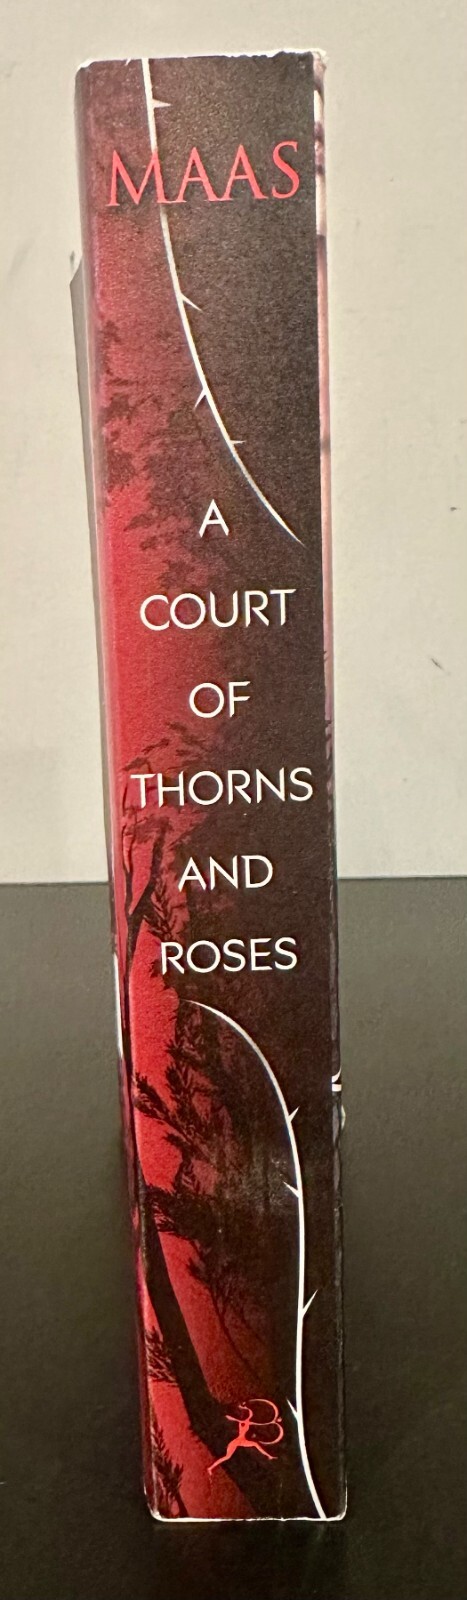 MAAS
A
COURT
OF
THORNS
AND
ROSES